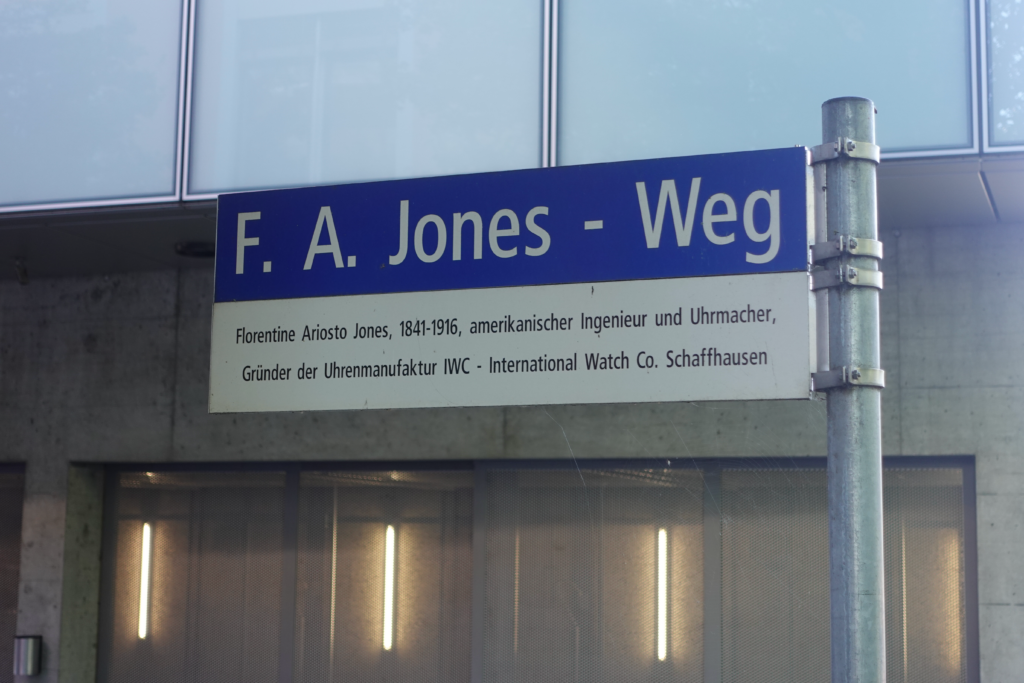 F. A. Jones - Weg
Florentine Ariosto Jones, 1841-1916, amerikanischer Ingenieur und Uhrmacher,
Gründer der Uhrenmanufaktur IWC - International Watch Co. Schaffhausen